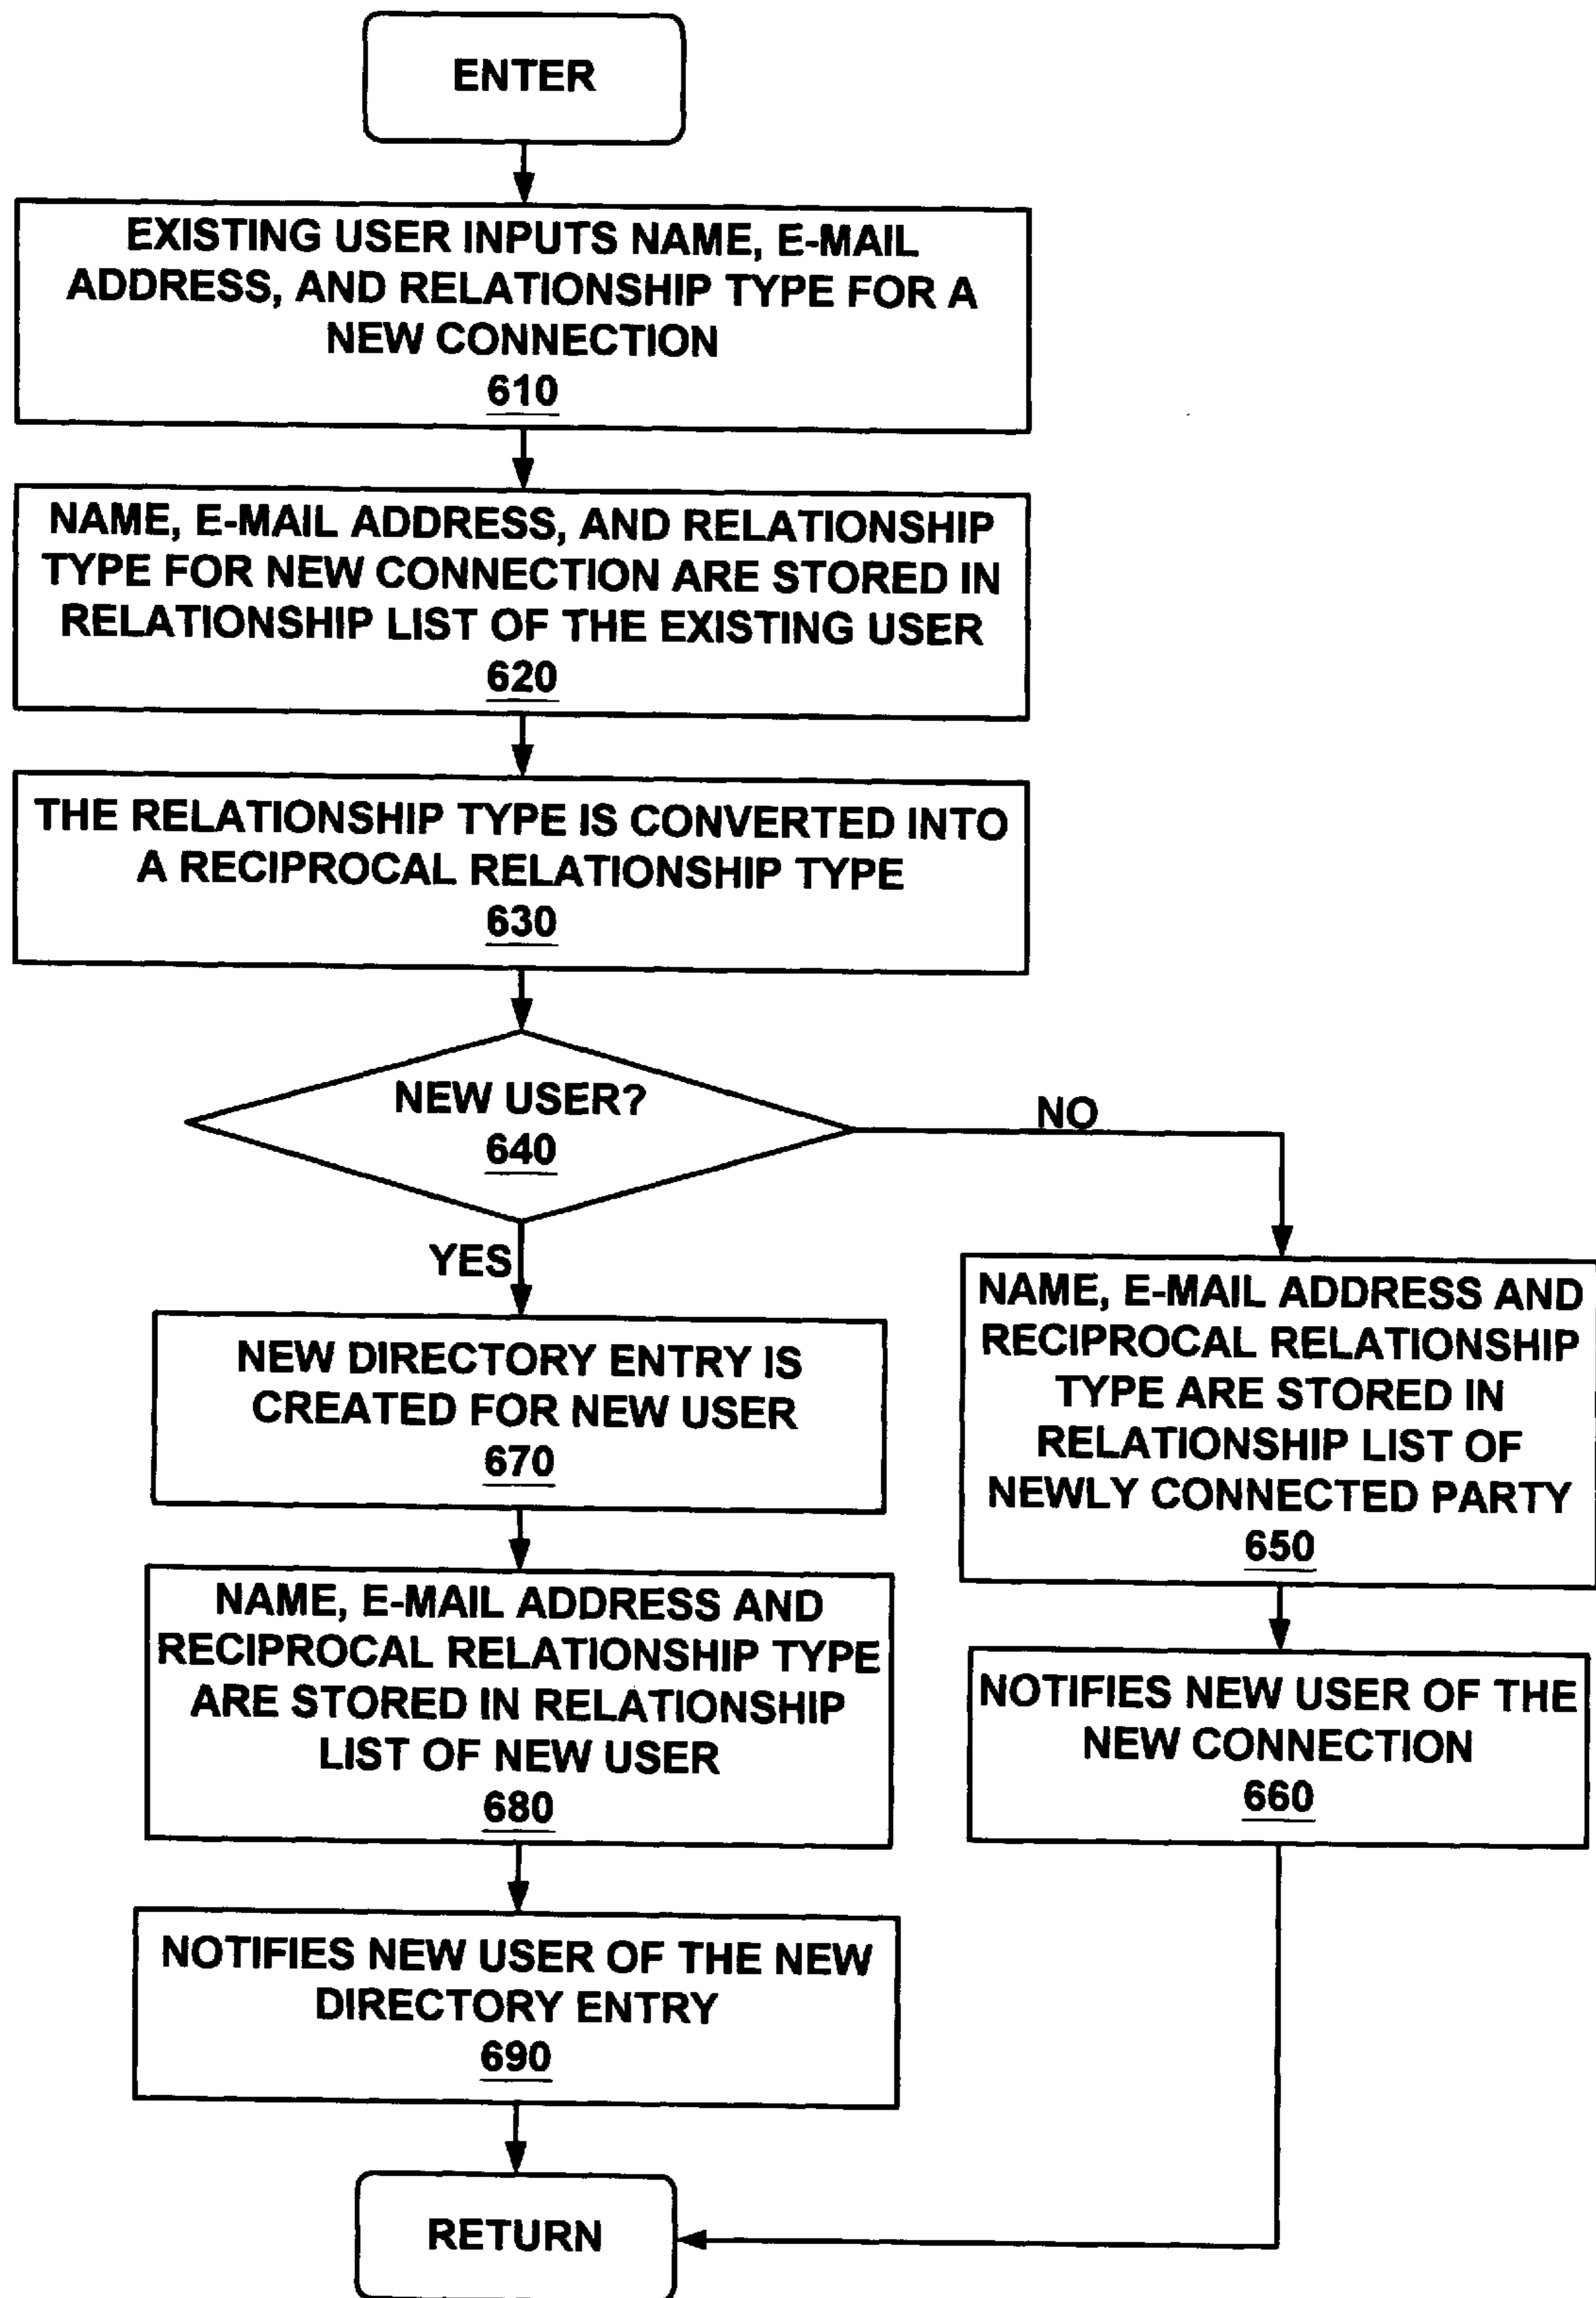 ENTER
EXISTING USER INPUTS NAME, E-MAIL
ADDRESS, AND RELATIONSHIP TYPE FOR A
NEW CONNECTION
610
NAME, E-MAIL ADDRESS, AND RELATIONSHIP
TYPE FOR NEW CONNECTION ARE STORED IN
RELATIONSHIP LIST OF THE EXISTING USER
620
THE RELATIONSHIP TYPE IS CONVERTED INTO
A RECIPROCAL RELATIONSHIP TYPE
630
NEW USER?
640
NO
YES
NAME, E-MAIL ADDRESS AND
RECIPROCAL RELATIONSHIP
TYPE ARE STORED IN
RELATIONSHIP LIST OF
NEWLY CONNECTED PARTY
650
NOTIFIES NEW USER OF THE
NEW CONNECTION
660
NEW DIRECTORY ENTRY IS
CREATED FOR NEW USER
670
NAME, E-MAIL ADDRESS AND
RECIPROCAL RELATIONSHIP TYPE
ARE STORED IN RELATIONSHIP
LIST OF NEW USER
680
NOTIFIES NEW USER OF THE NEW
DIRECTORY ENTRY
690
RETURN